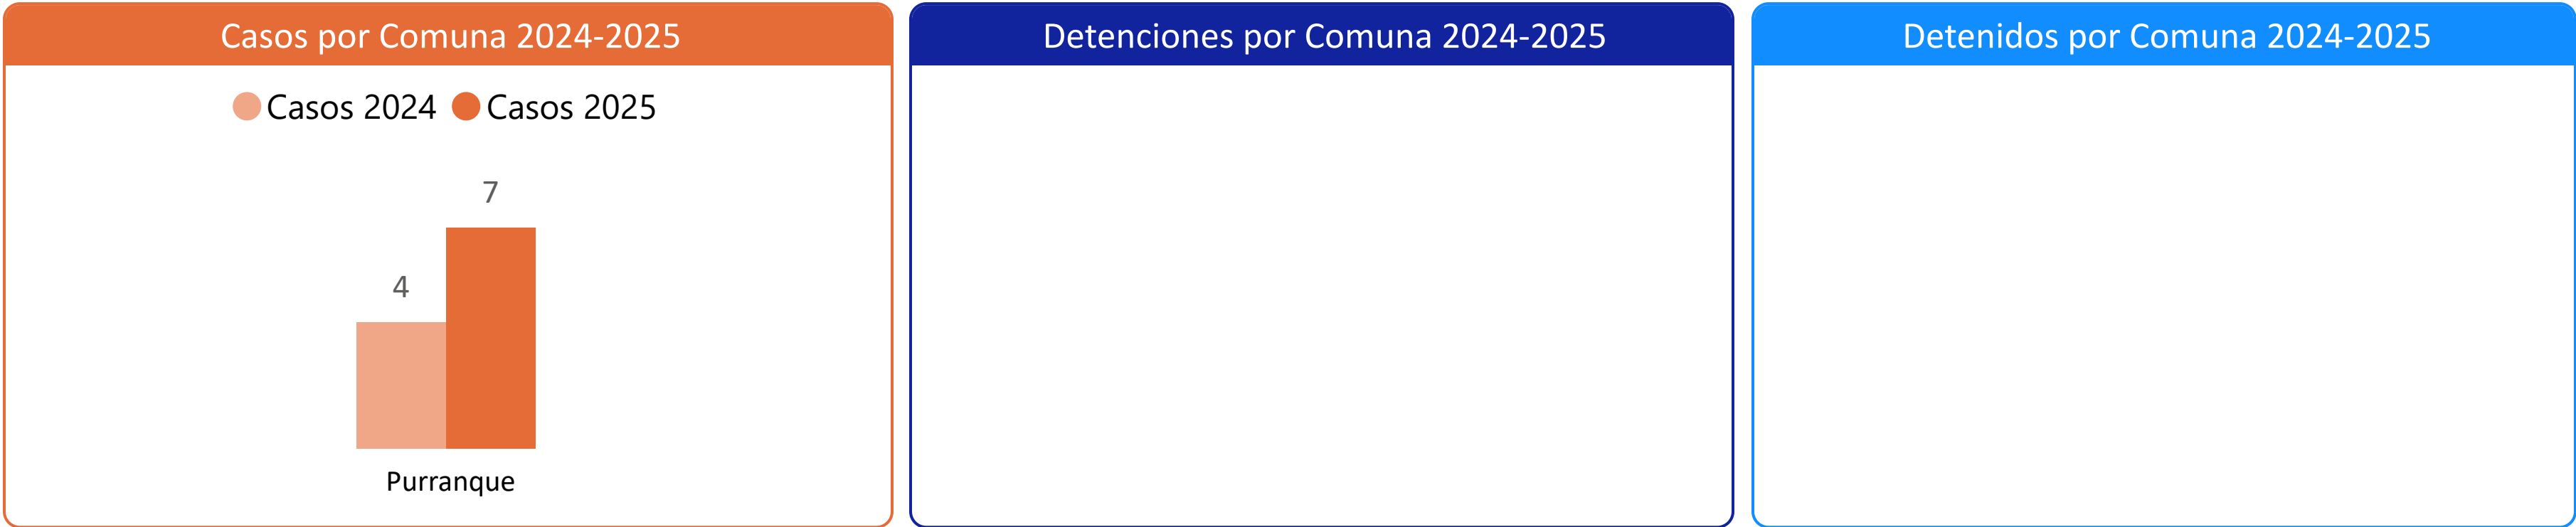 Casos por Comuna 2024-2025
Casos 2024 Casos 2025
7
4
Purranque
Detenciones por Comuna 2024-2025
Detenidos por Comuna 2024-2025